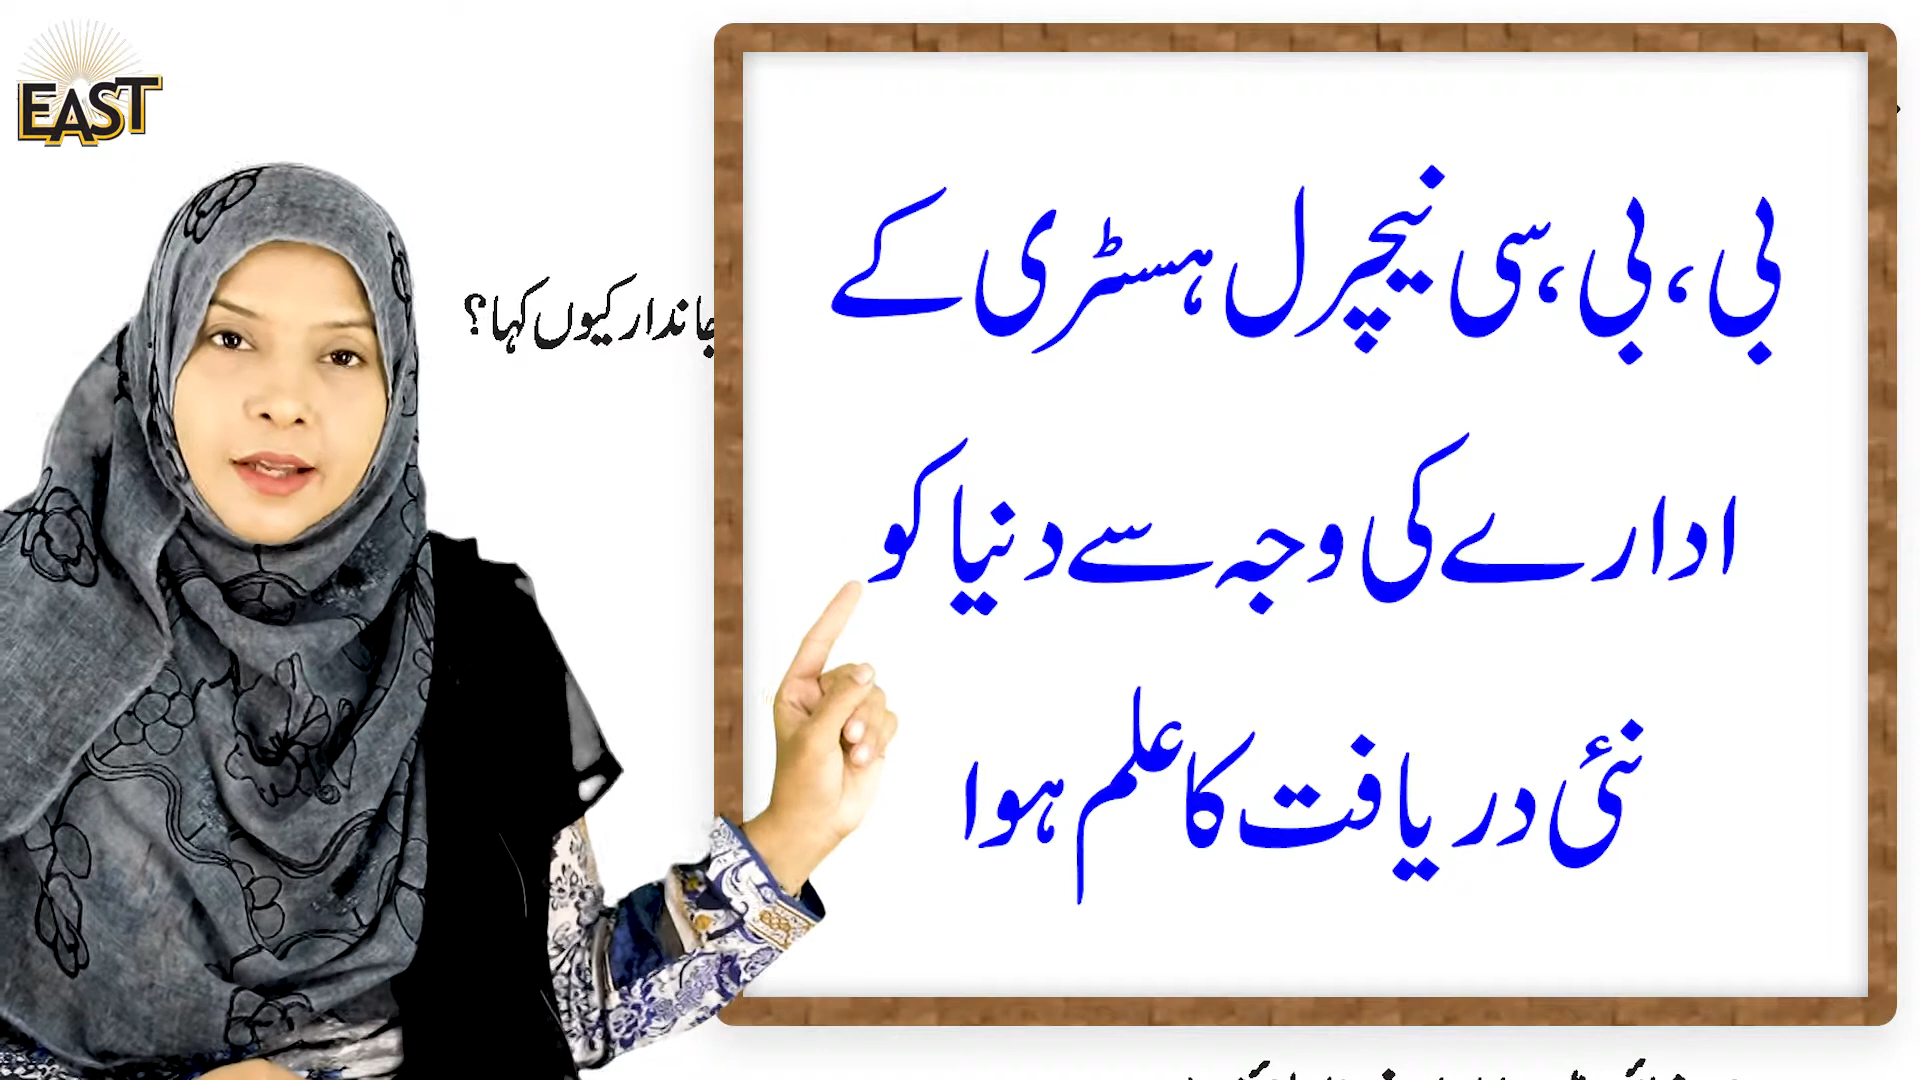 EAST
بی،بی،سی نیچرل ہسٹری کے
جاندار کیوں کہا؟
ادارے کی وجہ سے دنیا کو
نئی دریافت کا علم ہوا